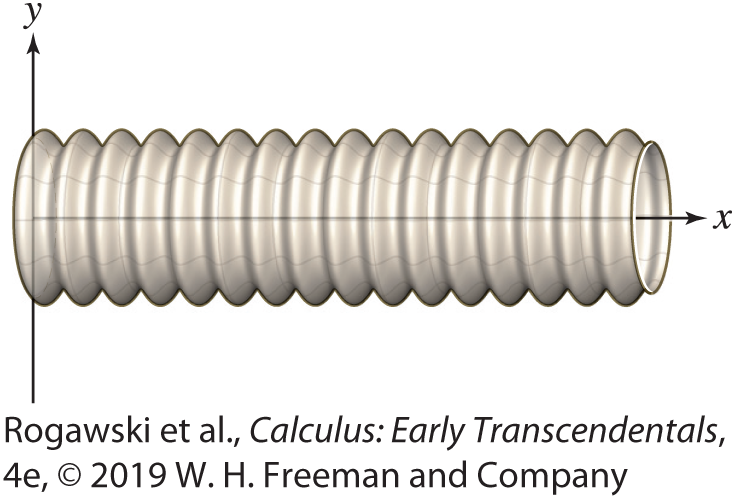 y
x
Rogawski et al., Calculus: Early Transcendentals,
4e, © 2019 W. H. Freeman and Company